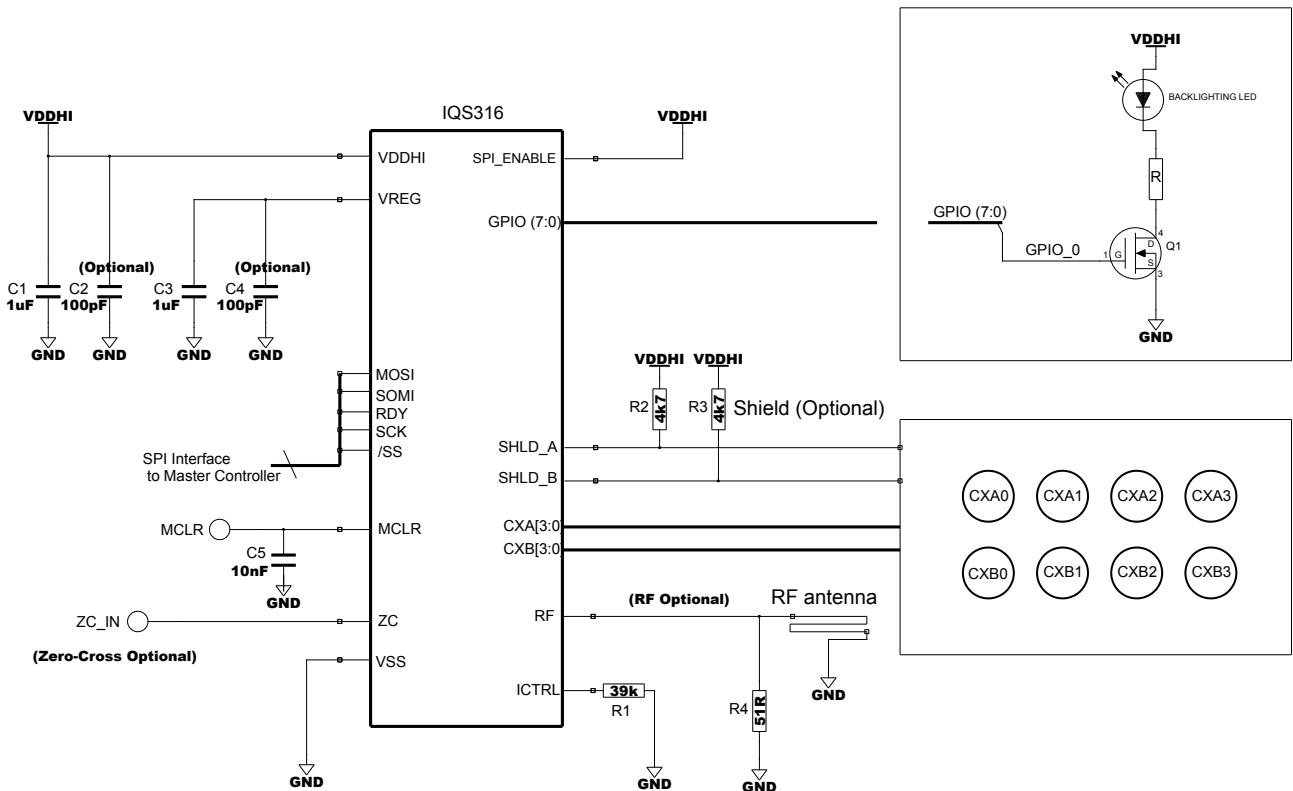 VDDHI
BACKLIGHTING LED
R
GPIO (7:0)
GPIO_0
1
G
D
S
4
3
Q1
GND
IQS316
VDDHI
VDDHI
VDDHI
SPI_ENABLE
VREG
GPIO (7:0)
(Optional)
(Optional)
C1
1uF
C2
100pF
C3
1uF
C4
100pF
GND
GND
GND
GND
MOSI
SOMI
RDY
SCK
/SS
SPI Interface
to Master Controller
VDDHI
VDDHI
R2
4k7
R3
4k7
Shield (Optional)
SHLD_A
SHLD_B
CXA[3:0]
CXB[3:0]
CXA0
CXA1
CXA2
CXA3
CXB0
CXB1
CXB2
CXB3
MCLR
MCLR
C5
10nF
GND
ZC_IN
ZC
(Zero-Cross Optional)
VSS
GND
RF
(RF Optional)
RF antenna
GND
ICTRL
39k
R1
GND
R4
51R
GND